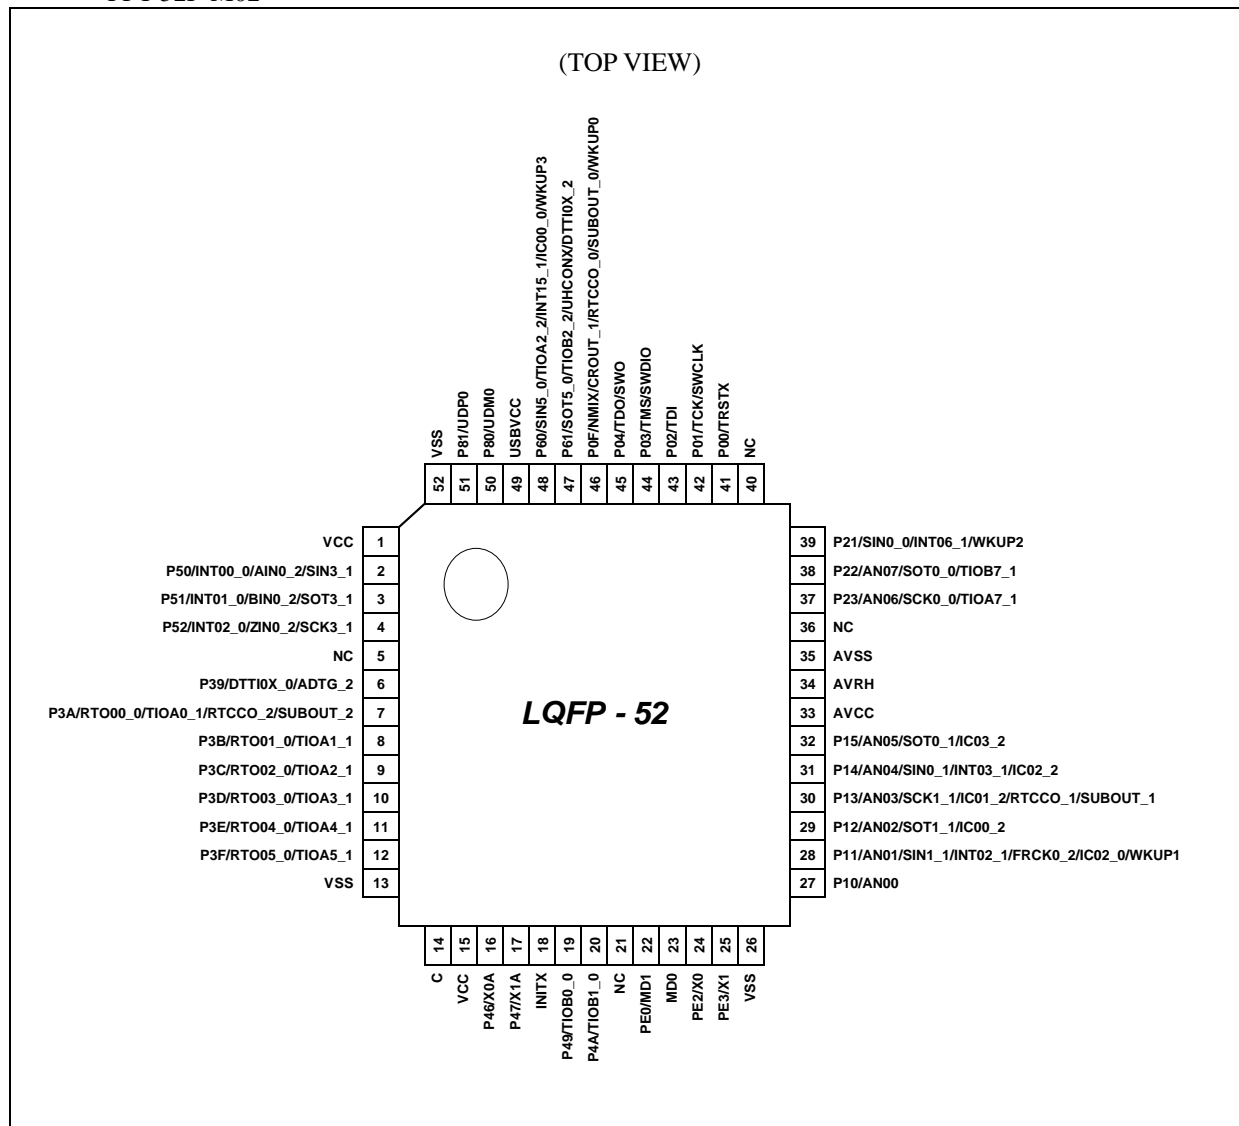 (TOP VIEW)
VSS
P81/UDP0
P80/UDM0
USBVCC
P60/SIN5_0/TIOA2_2/INT15_1/IC00_0/WKUP3
P61/SOT5_0/TIOB2_2/UHCONX/DTTI0X_2
P0F/NMIX/CROUT_1/RTCCO_0/SUBOUT_0/WKUP0
P04/TDO/SWO
P03/TMS/SWDIO
P02/TDI
P01/TCK/SWCLK
P00/TRSTX
NC
52 51 50 49 48 47 46 45 44 43 42 41 40
VCC 1
P50/INT00_0/AIN0_2/SIN3_1 2
P51/INT01_0/BIN0_2/SOT3_1 3
P52/INT02_0/ZIN0_2/SCK3_1 4
NC 5
P39/DTTI0X_0/ADTG_2 6
P3A/RTO00_0/TIOA0_1/RTCCO_2/SUBOUT_2 7
P3B/RTO01_0/TIOA1_1 8
P3C/RTO02_0/TIOA2_1 9
P3D/RTO03_0/TIOA3_1 10
P3E/RTO04_0/TIOA4_1 11
P3F/RTO05_0/TIOA5_1 12
VSS 13
LQFP - 52
39 P21/SIN0_0/INT06_1/WKUP2
38 P22/AN07/SOT0_0/TIOB7_1
37 P23/AN06/SCK0_0/TIOA7_1
36 NC
35 AVSS
34 AVRH
33 AVCC
32 P15/AN05/SOT0_1/IC03_2
31 P14/AN04/SIN0_1/INT03_1/IC02_2
30 P13/AN03/SCK1_1/IC01_2/RTCCO_1/SUBOUT_1
29 P12/AN02/SOT1_1/IC00_2
28 P11/AN01/SIN1_1/INT02_1/FRCK0_2/IC02_0/WKUP1
27 P10/AN00
14 15 16 17 18 19 20 21 22 23 24 25 26
C
VCC
P46/X0A
P47/X1A
INITX
P49/TIOB0_0
P4A/TIOB1_0
NC
PE0/MD1
MD0
PE2/X0
PE3/X1
VSS